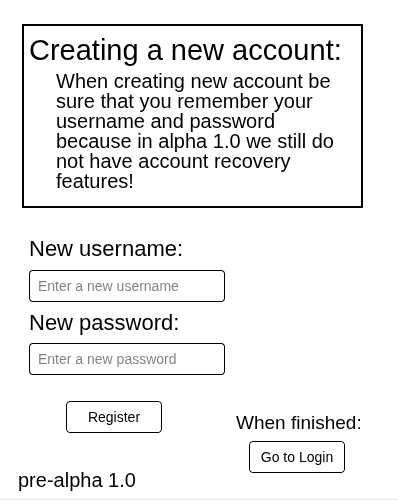 Creating a new account:
When creating new account be
sure that you remember your
username and password
because in alpha 1.0 we still do
not have account recovery
features!
New username:
Enter a new username
New password:
Enter a new password
Register
When finished:
Go to Login
pre-alpha 1.0